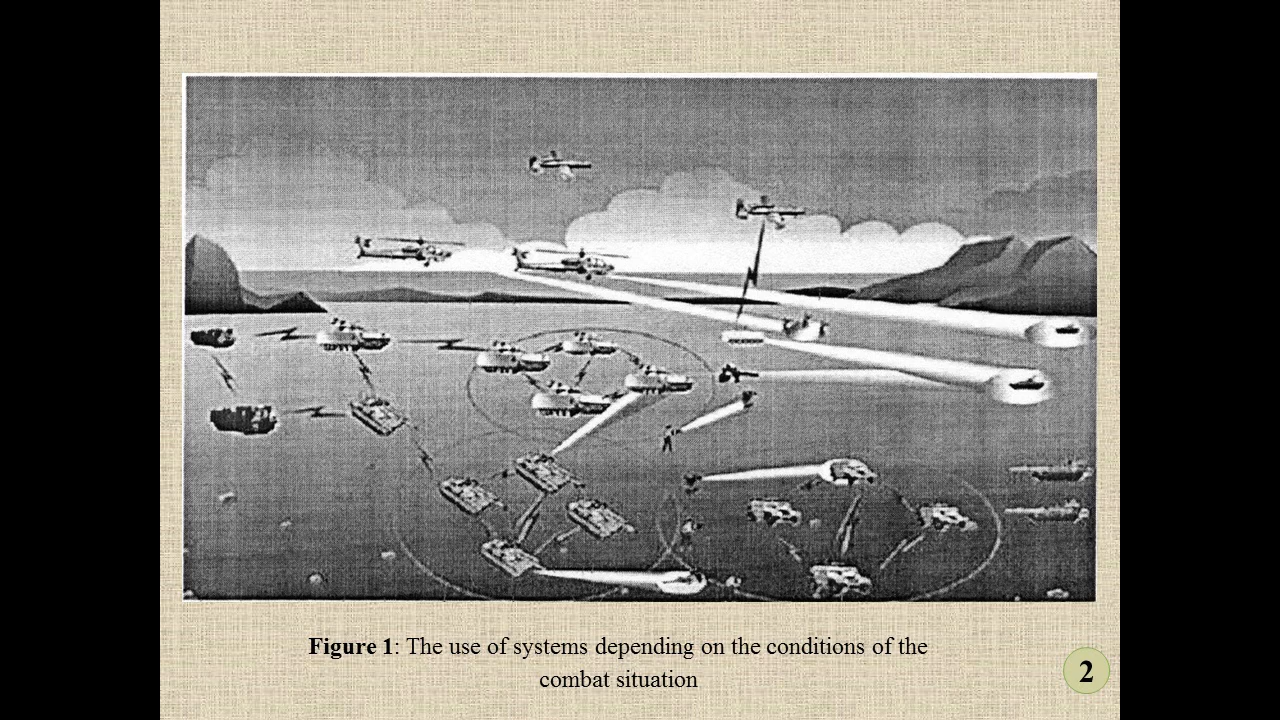 Figure 1: The use of systems depending on the conditions of the
combat situation
2